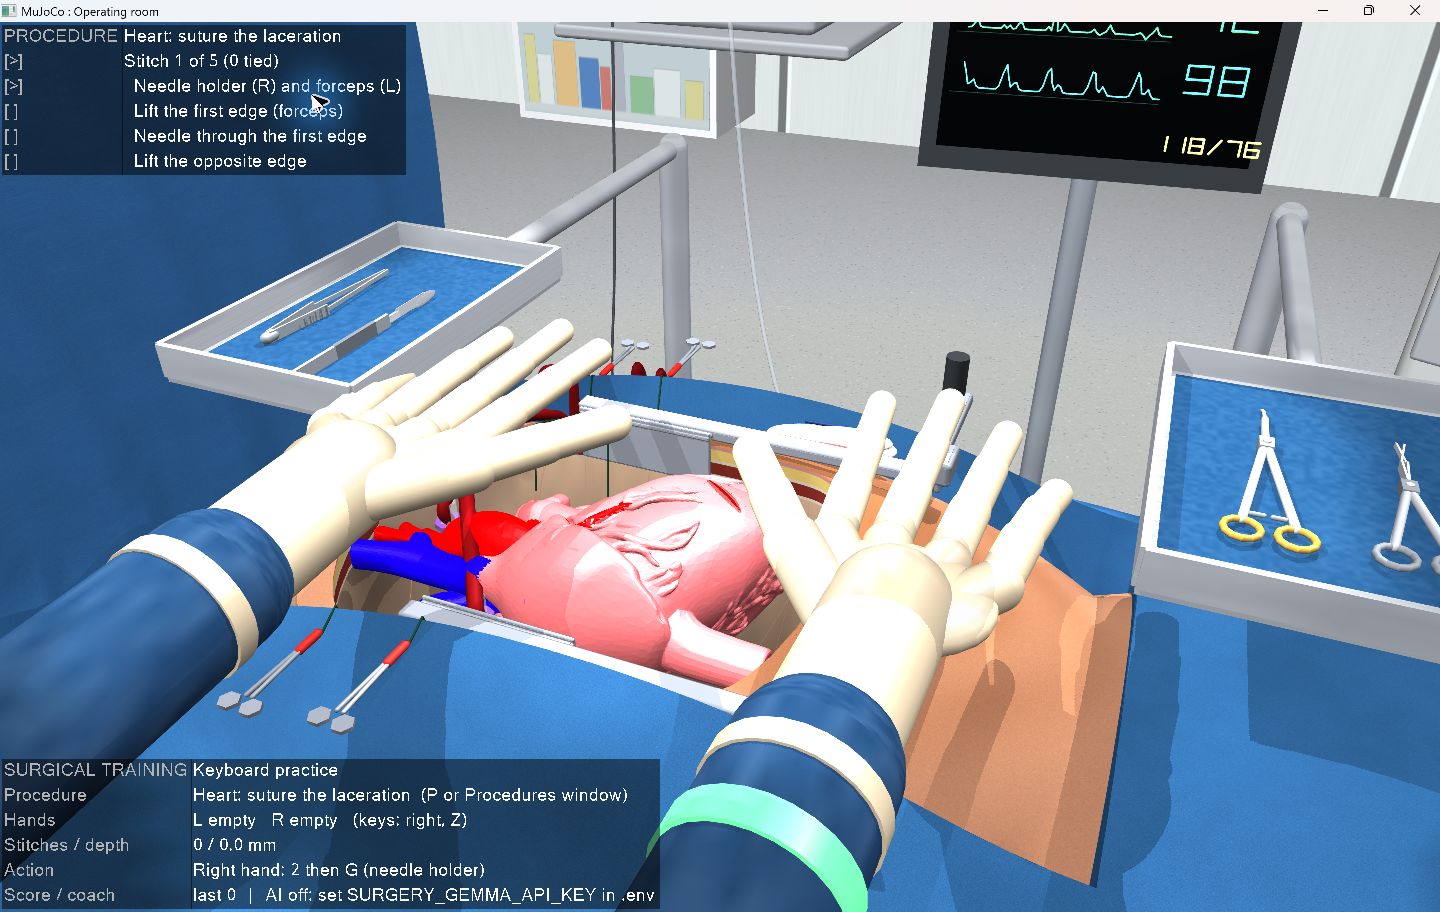 MuJoCo : Operating room
PROCEDURE Heart: suture the laceration
[>] Stitch 1 of 5 (0 tied)
[>] Needle holder (R) and forceps (L)
[ ] Lift the first edge (forceps)
[ ] Needle through the first edge
[ ] Lift the opposite edge
98
118/76
SURGICAL TRAINING Keyboard practice
Procedure Heart: suture the laceration (P or Procedures window)
Hands L empty R empty (keys: right, Z)
Stitches / depth 0 / 0.0 mm
Action Right hand: 2 then G (needle holder)
Score / coach last 0 | AI off: set SURGERY_GEMMA_API_KEY in .env